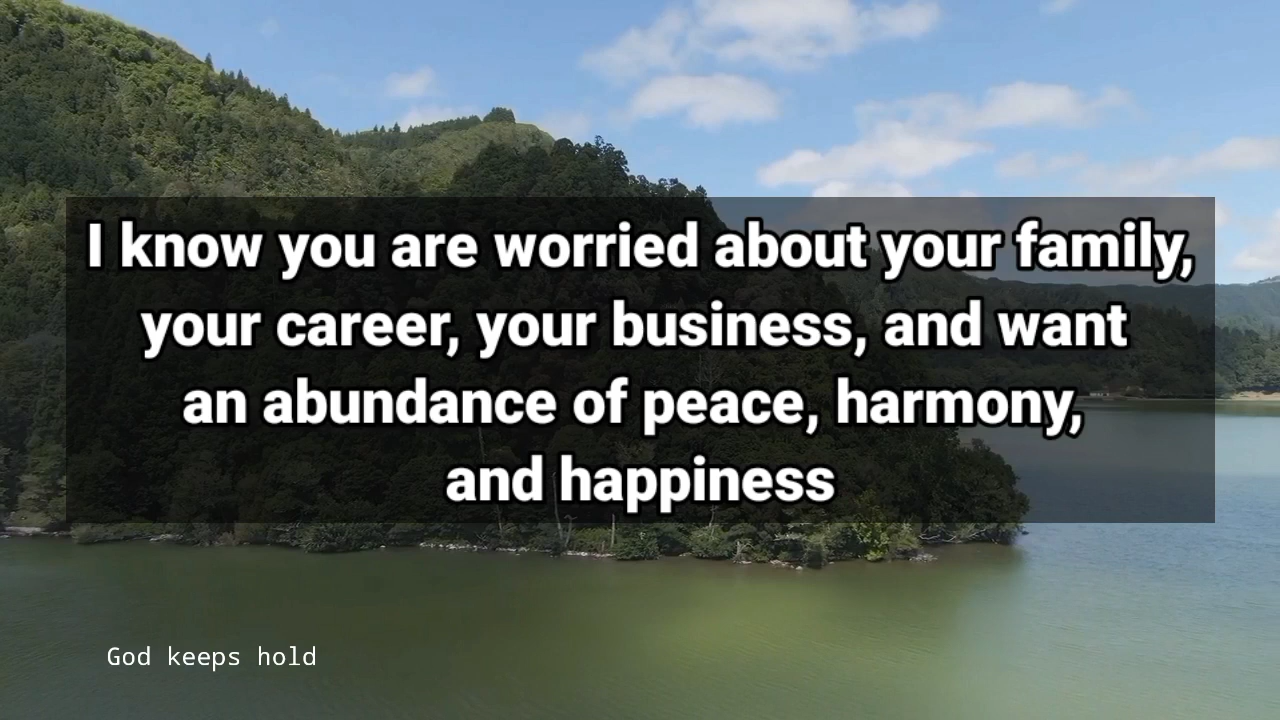 I know you are worried about your family,
your career, your business, and want
an abundance of peace, harmony,
and happiness
God keeps hold